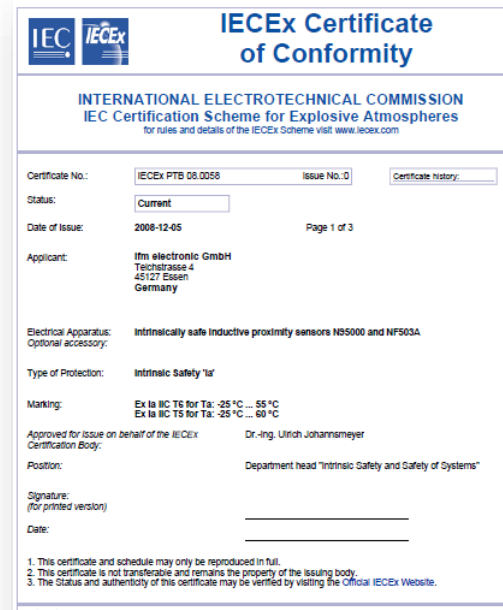 IEC IECEx
IECEx Certificate
of Conformity
INTERNATIONAL ELECTROTECHNICAL COMMISSION
IEC Certification Scheme for Explosive Atmospheres
for rules and details of the IECEx Scheme visit www.iecex.com
Certificate No.: IECEx PTB 08.0058 Issue No.:0 Certificate history:
Status: Current
Date of Issue: 2008-12-05 Page 1 of 3
Applicant: ifm electronic GmbH
Teichstrasse 4
45127 Essen
Germany
Electrical Apparatus: Intrinsically safe inductive proximity sensors N95000 and NF503A
Optional accessory:
Type of Protection: Intrinsic Safety 'ia'
Marking: Ex ia IIC T6 for Ta: -25 °C ... 55 °C
Ex ia IIC T5 for Ta: -25 °C ... 60 °C
Approved for issue on behalf of the IECEx Dr.-Ing. Ulrich Johannsmeyer
Certification Body:
Position: Department head "Intrinsic Safety and Safety of Systems"
Signature:
(for printed version)
Date:
1. This certificate and schedule may only be reproduced in full.
2. This certificate is not transferable and remains the property of the issuing body.
3. The Status and authenticity of this certificate may be verified by visiting the Official IECEx Website.